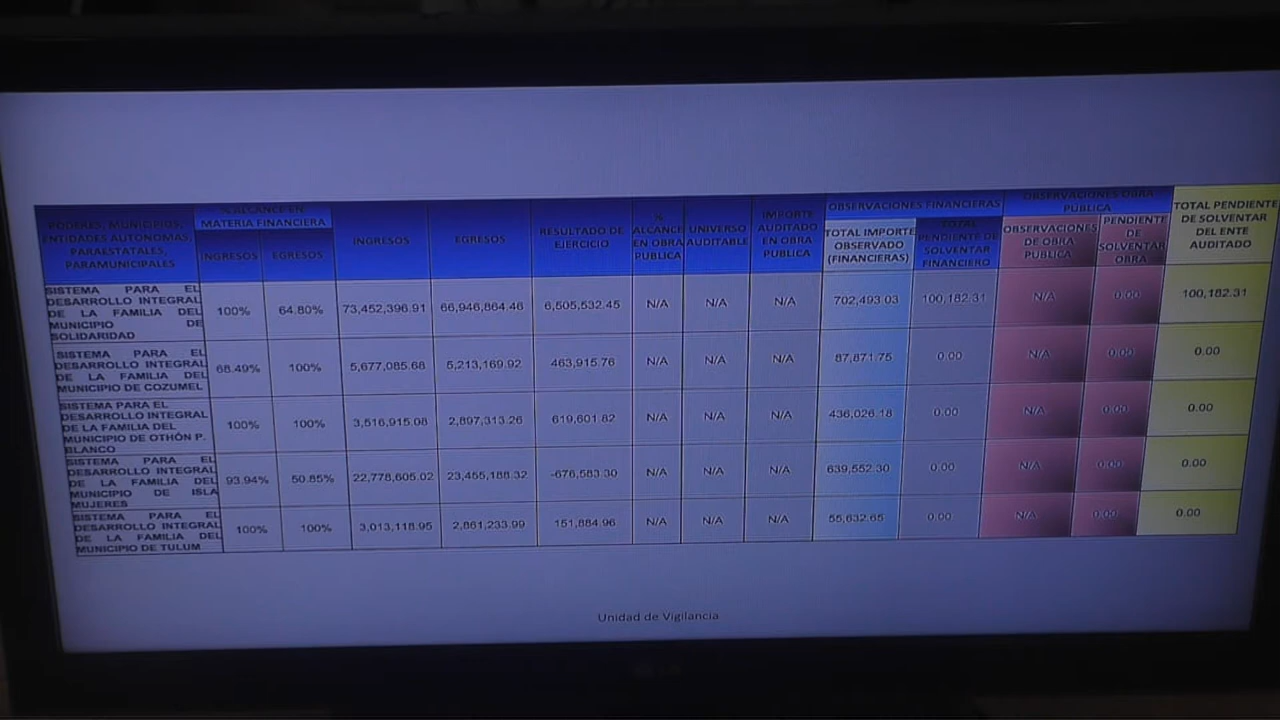 PODERES, MUNICIPIOS,
ENTIDADES AUTONOMAS,
PARAESTATALES,
PARAMUNICIPALES
% ALCANCE EN
MATERIA FINANCIERA
INGRESOS
EGRESOS
INGRESOS
EGRESOS
RESULTADO DE
EJERCICIO
%
ALCANCE
EN OBRA
PUBLICA
UNIVERSO
AUDITABLE
IMPORTE
AUDITADO
EN OBRA
PUBLICA
OBSERVACIONES FINANCIERAS
TOTAL IMPORTE
OBSERVADO
(FINANCIERAS)
TOTAL
PENDIENTE DE
SOLVENTAR
FINANCIERO
OBSERVACIONES OBRA
PÚBLICA
OBSERVACIONES
DE OBRA
PUBLICA
PENDIENTE
DE
SOLVENTAR
OBRA
TOTAL PENDIENTE
DE SOLVENTAR
DEL ENTE
AUDITADO
SISTEMA PARA EL
DESARROLLO INTEGRAL
DE LA FAMILIA DEL
MUNICIPIO DE
SOLIDARIDAD
100% 64.80% 73,452,396.91 66,946,864.46 6,505,532.45 N/A N/A N/A 702,493.03 100,182.31 N/A 0.00 100,182.31
SISTEMA PARA EL
DESARROLLO INTEGRAL
DE LA FAMILIA DEL
MUNICIPIO DE COZUMEL
68.49% 100% 5,677,085.68 5,213,169.92 463,915.76 N/A N/A N/A 87,871.75 0.00 N/A 0.00 0.00
SISTEMA PARA EL
DESARROLLO INTEGRAL
DE LA FAMILIA DEL
MUNICIPIO DE OTHÓN P.
BLANCO
100% 100% 3,516,915.08 2,897,313.26 619,601.82 N/A N/A N/A 436,026.18 0.00 N/A 0.00 0.00
SISTEMA PARA EL
DESARROLLO INTEGRAL
DE LA FAMILIA DEL
MUNICIPIO DE ISLA
MUJERES
93.94% 50.85% 22,778,605.02 23,455,188.32 -676,583.30 N/A N/A N/A 639,552.30 0.00 N/A 0.00 0.00
SISTEMA PARA EL
DESARROLLO INTEGRAL
DE LA FAMILIA DEL
MUNICIPIO DE TULUM
100% 100% 3,013,118.95 2,861,233.99 151,884.96 N/A N/A N/A 55,632.65 0.00 N/A 0.00 0.00
Unidad de Vigilancia